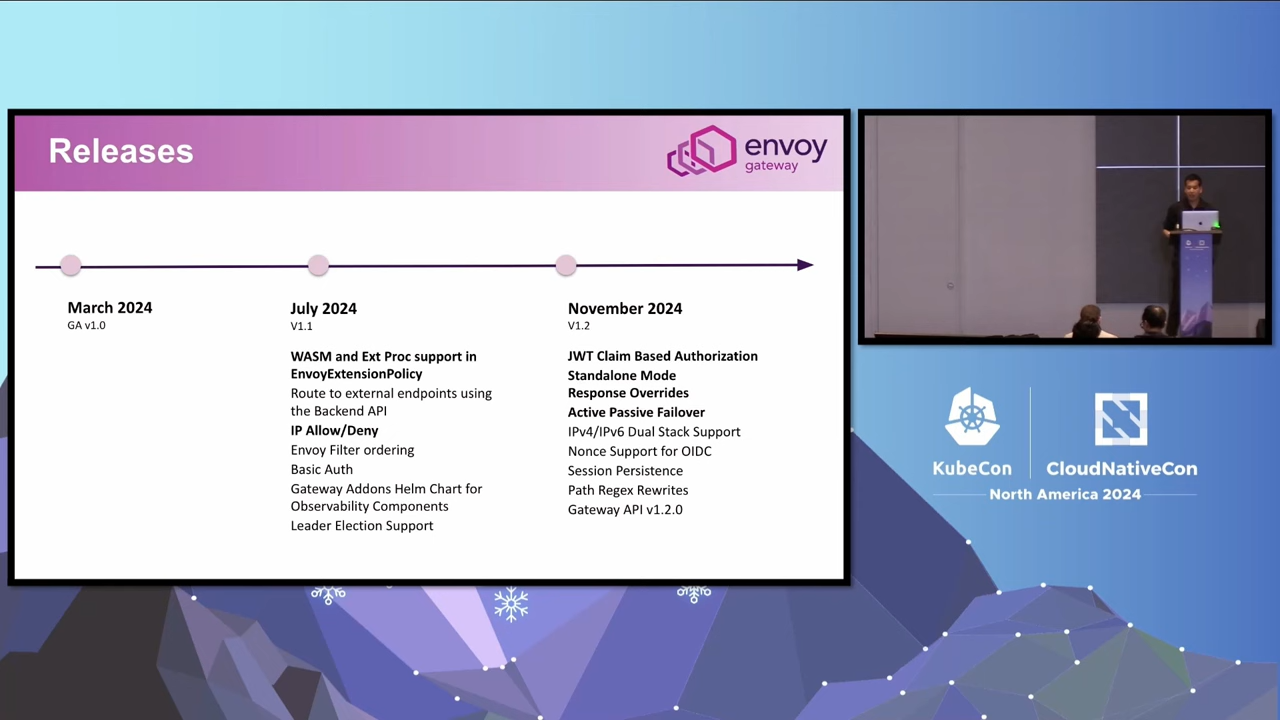 Releases
envoy
gateway
March 2024
GA v1.0
July 2024
V1.1
WASM and Ext Proc support in
EnvoyExtensionPolicy
Route to external endpoints using
the Backend API
IP Allow/Deny
Envoy Filter ordering
Basic Auth
Gateway Addons Helm Chart for
Observability Components
Leader Election Support
November 2024
V1.2
JWT Claim Based Authorization
Standalone Mode
Response Overrides
Active Passive Failover
IPv4/IPv6 Dual Stack Support
Nonce Support for OIDC
Session Persistence
Path Regex Rewrites
Gateway API v1.2.0
KubeCon
CloudNativeCon
North America 2024